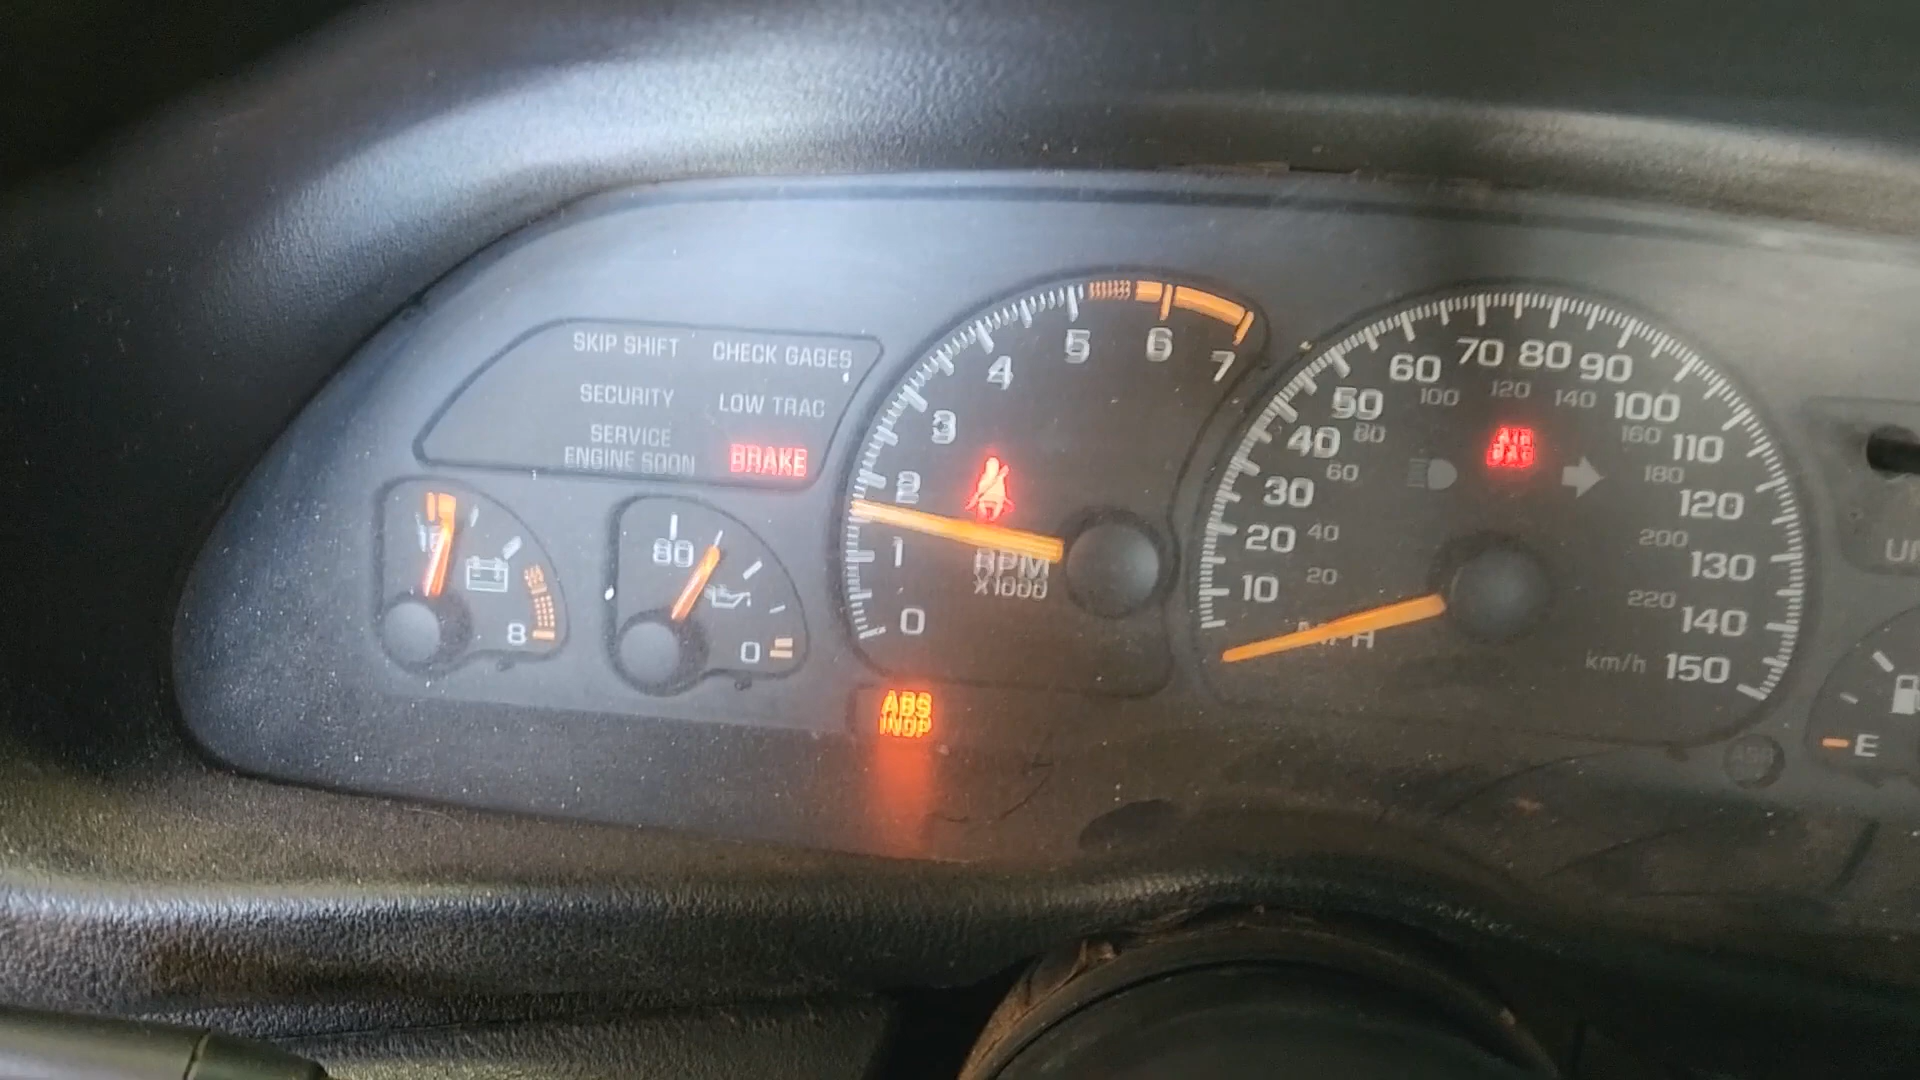 SKIP SHIFT
CHECK GAGES
SECURITY
LOW TRAC
SERVICE
ENGINE SOON
BRAKE
8
80
0
0
1
2
3
4
5
6
7
RPM
X1000
ABS
INOP
10
20
30
40
50
60
70
80
90
100
110
120
130
140
150
20
40
60
80
100
120
140
160
180
200
220
AIR
BAG
MPH
km/h
E